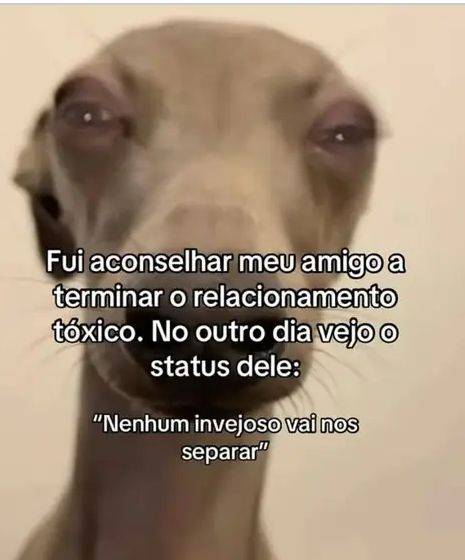 Fui aconselhar meu amigo a
terminar o relacionamento
tóxico. No outro dia vejo o
status dele:
“Nenhum invejoso vai nos
separar”